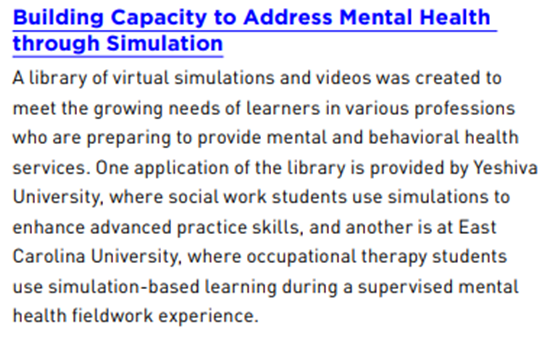 Building Capacity to Address Mental Health
through Simulation
A library of virtual simulations and videos was created to
meet the growing needs of learners in various professions
who are preparing to provide mental and behavioral health
services. One application of the library is provided by Yeshiva
University, where social work students use simulations to
enhance advanced practice skills, and another is at East
Carolina University, where occupational therapy students
use simulation-based learning during a supervised mental
health fieldwork experience.